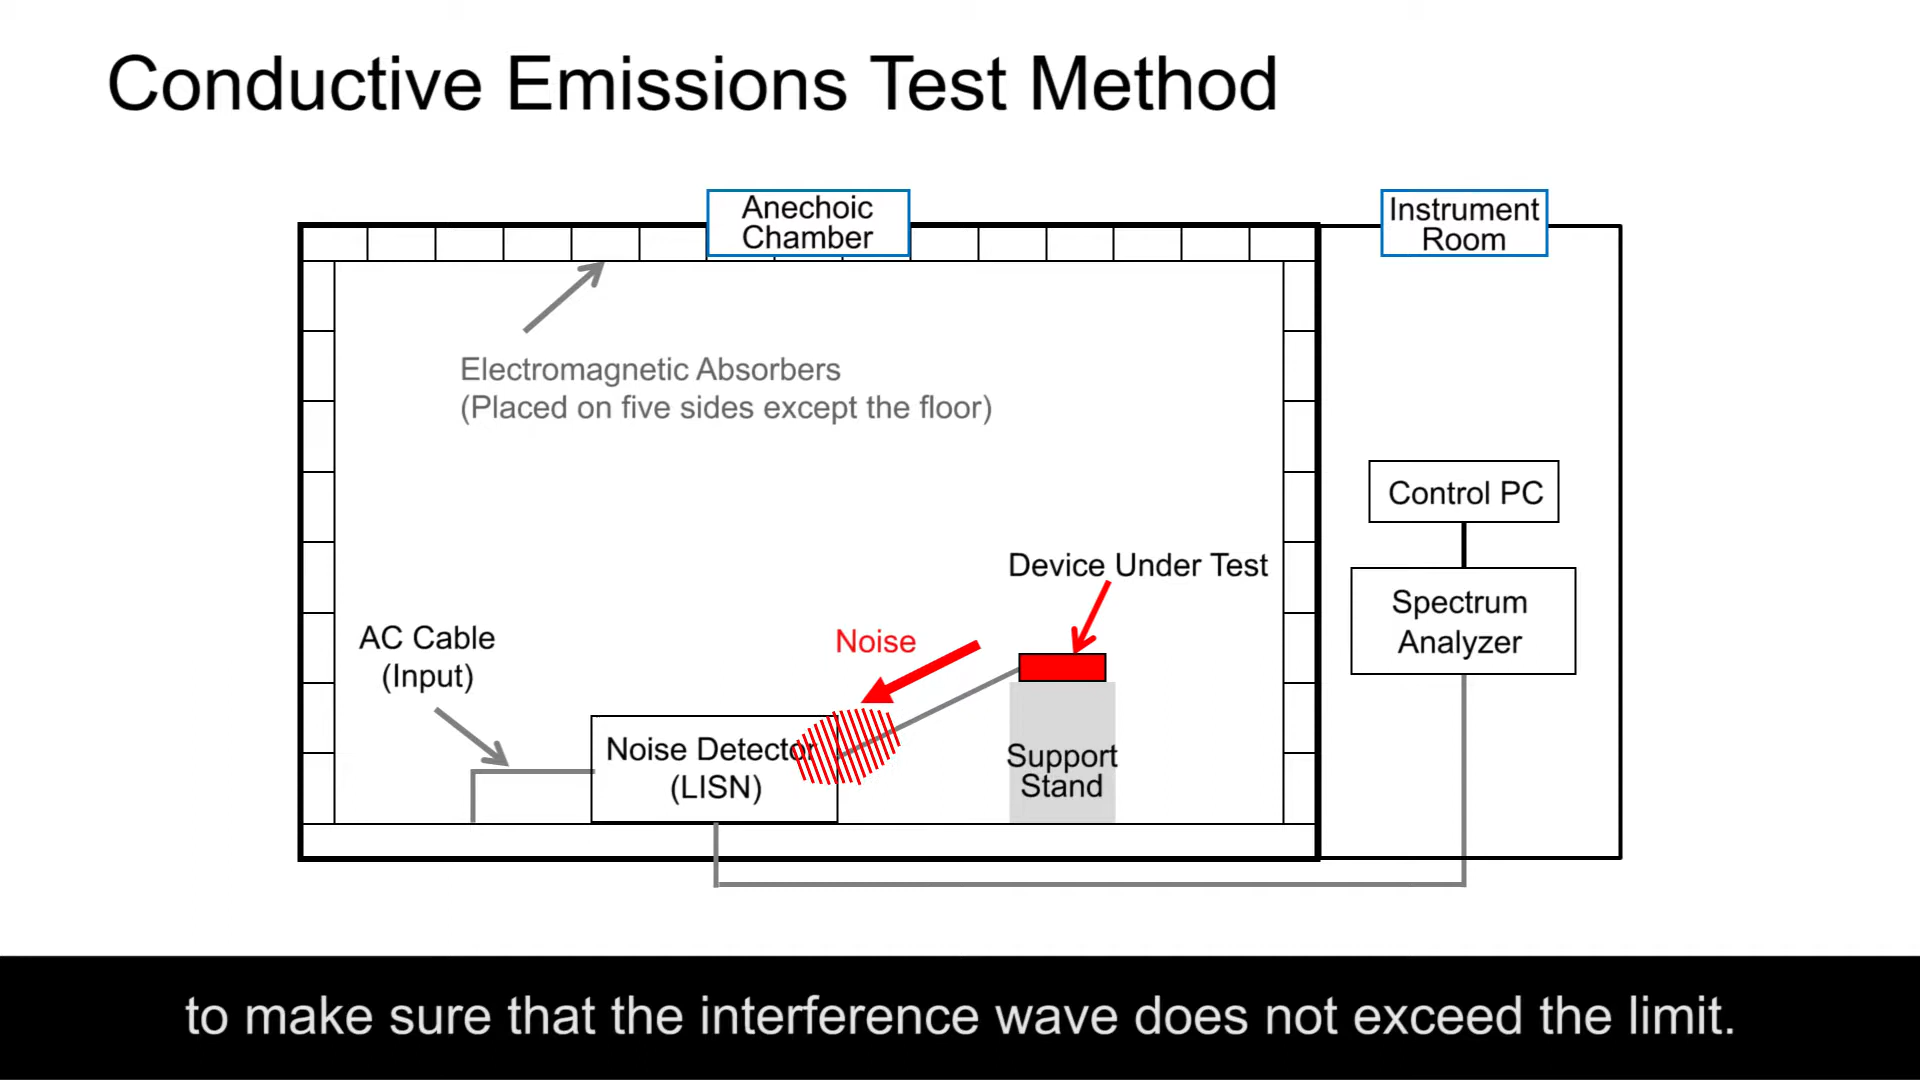 Conductive Emissions Test Method
Anechoic
Chamber
Instrument
Room
Electromagnetic Absorbers
(Placed on five sides except the floor)
Control PC
Device Under Test
Spectrum
Analyzer
AC Cable
(Input)
Noise
Noise Detector
(LISN)
Support
Stand
to make sure that the interference wave does not exceed the limit.